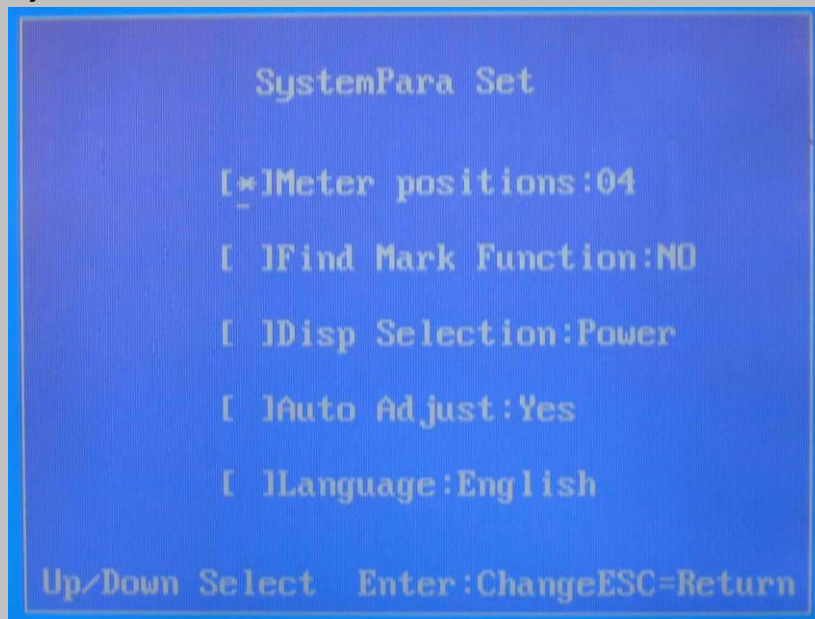 SystemPara Set
[*]Meter positions:04
[ ]Find Mark Function:NO
[ ]Disp Selection:Power
[ ]Auto Adjust:Yes
[ ]Language:English
Up/Down Select Enter:ChangeESC=Return